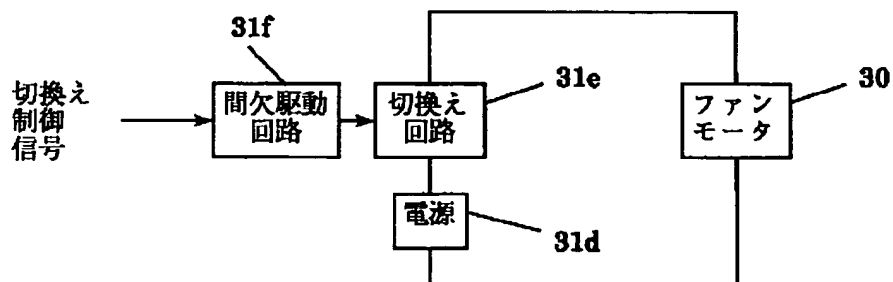 31f
切換え
制御
信号
間欠駆動
回路
切換え
回路
31e
ファン
モータ
30
電源
31d